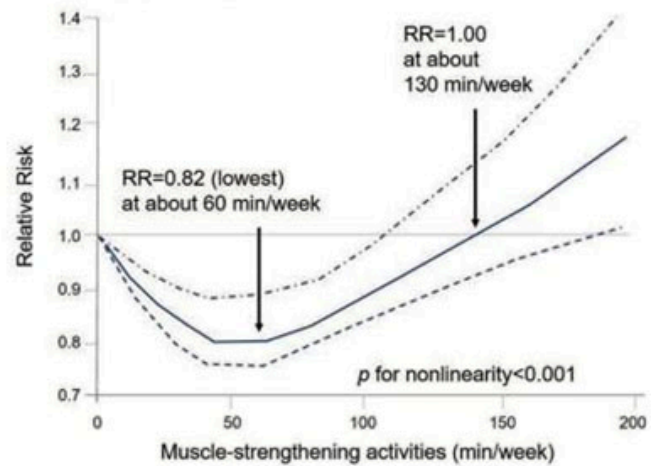 1.4
1.3
1.2
1.1
1.0
0.9
0.8
0.7
Relative Risk
RR=1.00
at about
130 min/week
RR=0.82 (lowest)
at about 60 min/week
p for nonlinearity<0.001
0 50 100 150 200
Muscle-strengthening activities (min/week)